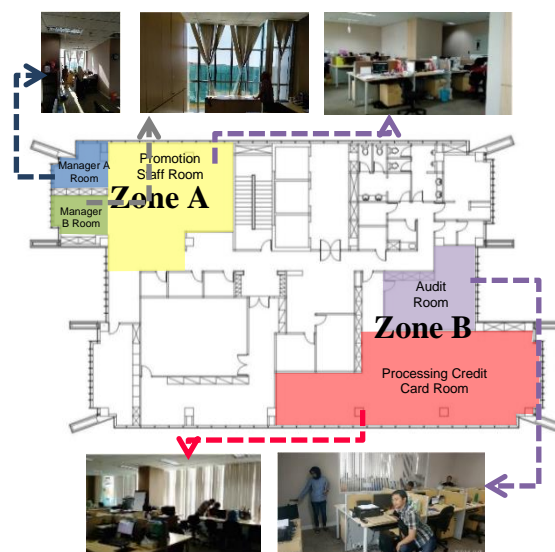 Manager A
Room
Promotion
Staff Room
Zone A
Manager
B Room
Audit
Room
Zone B
Processing Credit
Card Room